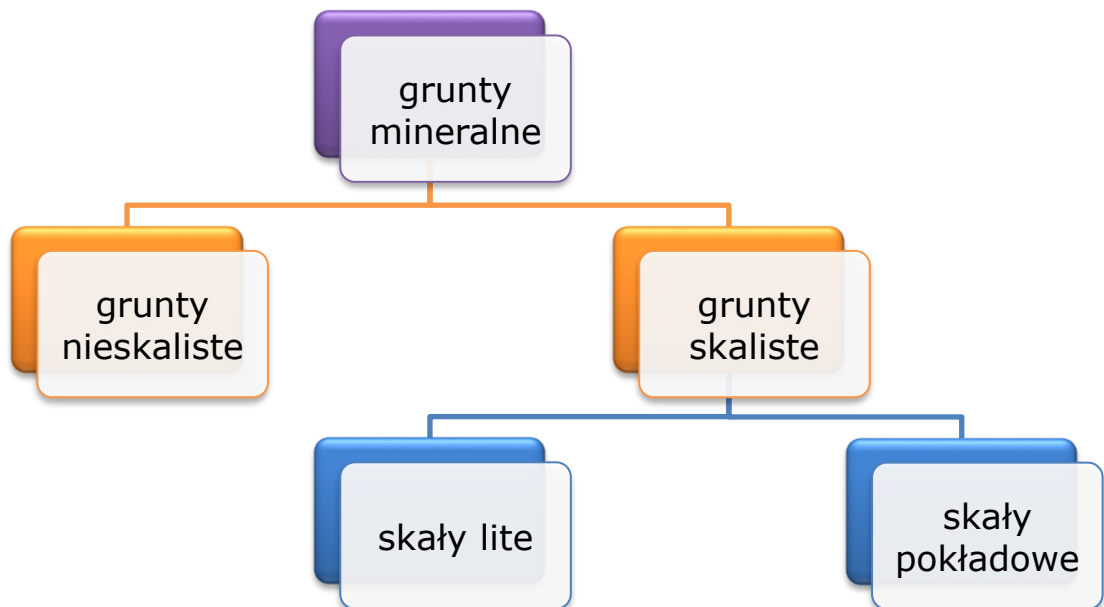 grunty
mineralne
grunty
nieskaliste
grunty
skaliste
skały lite
skały
pokładowe